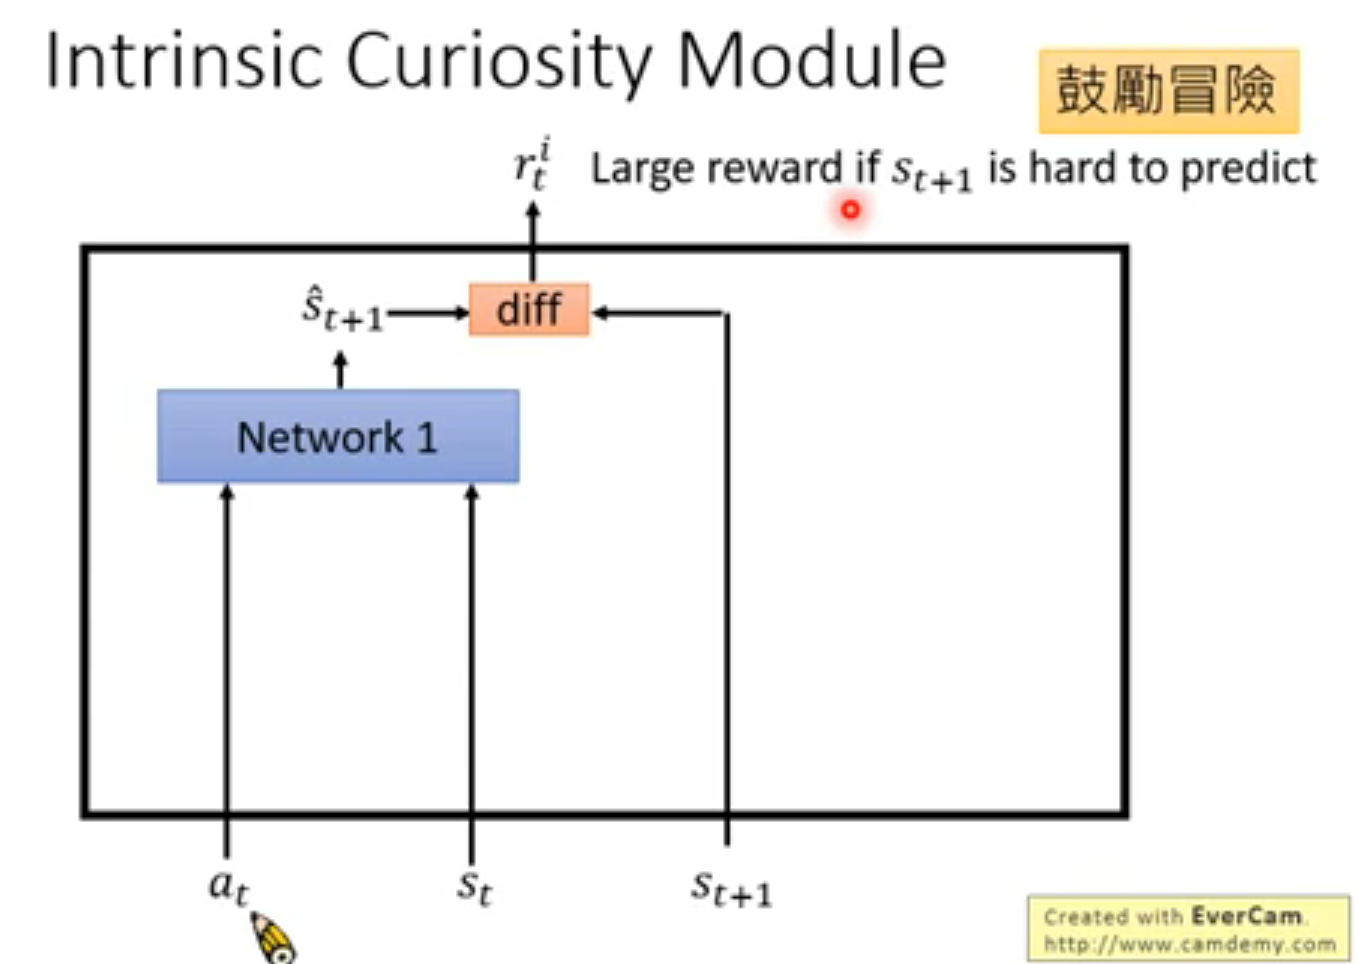 Intrinsic Curiosity Module
鼓勵冒險
r_t^i Large reward if s_{t+1} is hard to predict
ŝ_{t+1} diff
Network 1
a_t s_t s_{t+1}
Created with EverCam.
http://www.camdemy.com